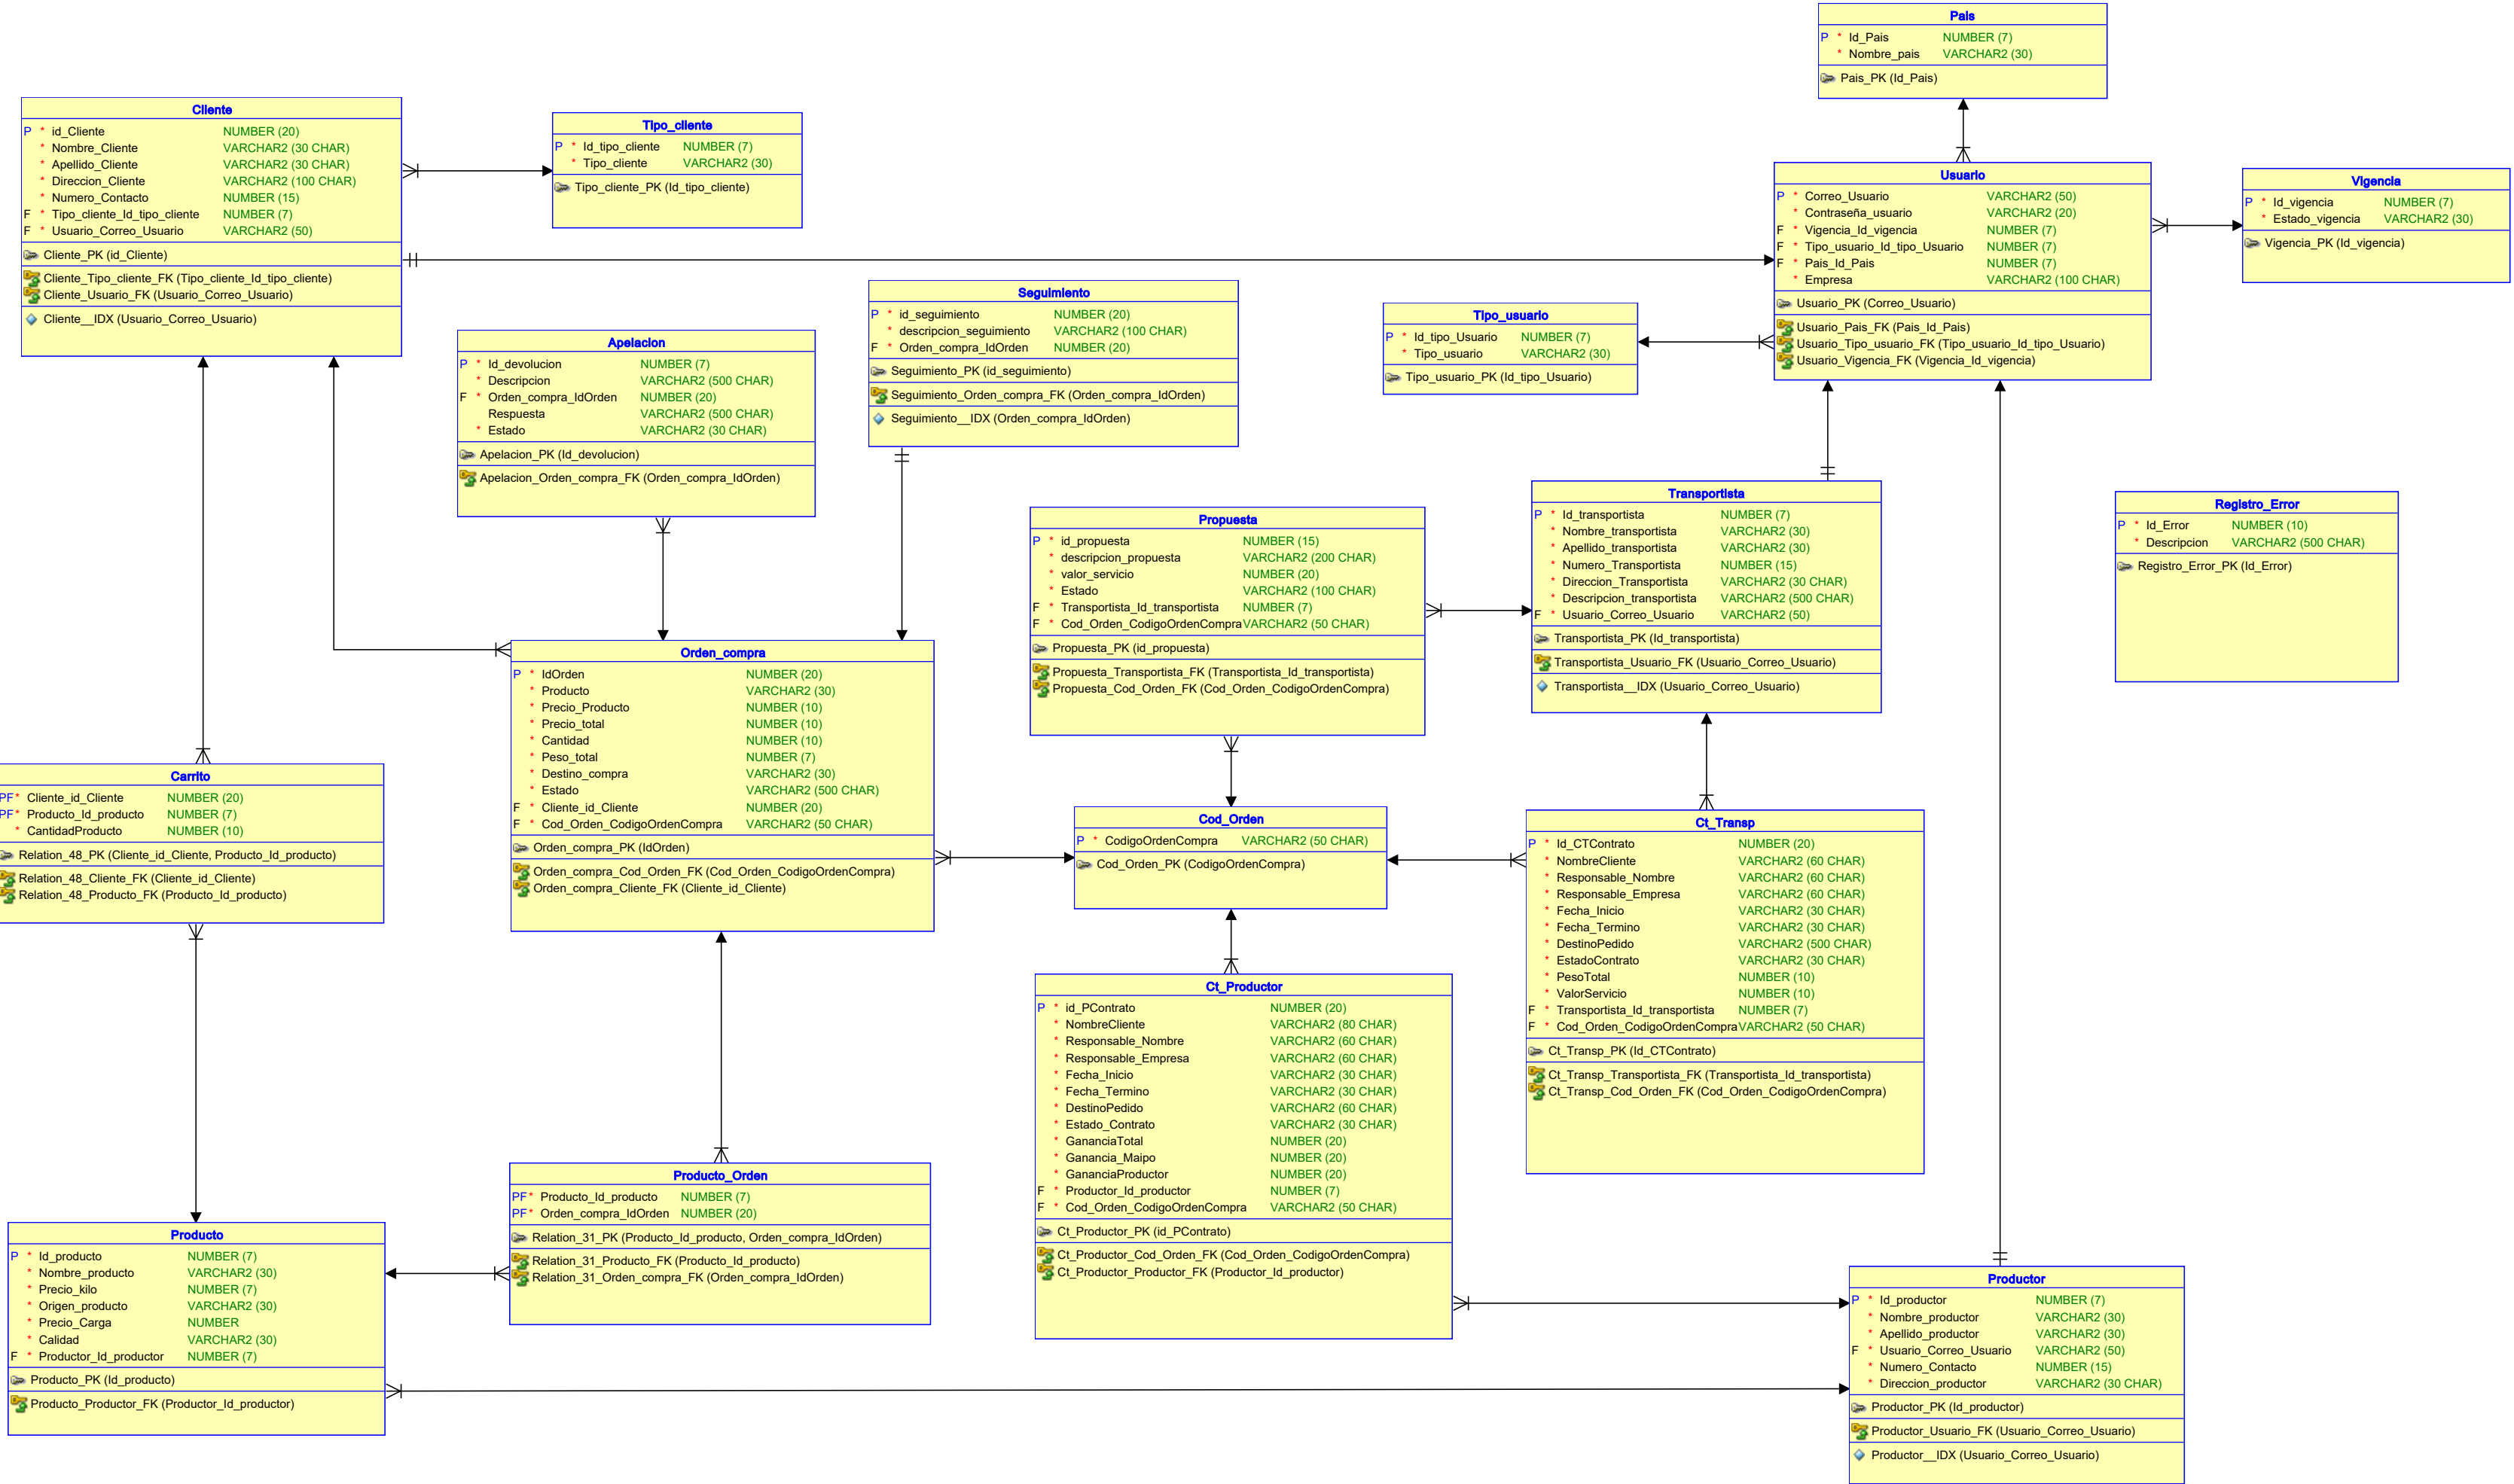 Pais
P * Id_Pais NUMBER (7)
* Nombre_pais VARCHAR2 (30)
Pais_PK (Id_Pais)
Cliente
P * id_Cliente NUMBER (20)
* Nombre_Cliente VARCHAR2 (30 CHAR)
* Apellido_Cliente VARCHAR2 (30 CHAR)
* Direccion_Cliente VARCHAR2 (100 CHAR)
* Numero_Contacto NUMBER (15)
F * Tipo_cliente_Id_tipo_cliente NUMBER (7)
F * Usuario_Correo_Usuario VARCHAR2 (50)
Cliente_PK (id_Cliente)
Cliente_Tipo_cliente_FK (Tipo_cliente_Id_tipo_cliente)
Cliente_Usuario_FK (Usuario_Correo_Usuario)
Cliente__IDX (Usuario_Correo_Usuario)
Tipo_cliente
P * Id_tipo_cliente NUMBER (7)
* Tipo_cliente VARCHAR2 (30)
Tipo_cliente_PK (Id_tipo_cliente)
Usuario
P * Correo_Usuario VARCHAR2 (50)
* Contraseña_usuario VARCHAR2 (20)
F * Vigencia_Id_vigencia NUMBER (7)
F * Tipo_usuario_Id_tipo_Usuario NUMBER (7)
F * Pais_Id_Pais NUMBER (7)
* Empresa VARCHAR2 (100 CHAR)
Usuario_PK (Correo_Usuario)
Usuario_Pais_FK (Pais_Id_Pais)
Usuario_Tipo_usuario_FK (Tipo_usuario_Id_tipo_Usuario)
Usuario_Vigencia_FK (Vigencia_Id_vigencia)
Vigencia
P * Id_vigencia NUMBER (7)
* Estado_vigencia VARCHAR2 (30)
Vigencia_PK (Id_vigencia)
Seguimiento
P * id_seguimiento NUMBER (20)
* descripcion_seguimiento VARCHAR2 (100 CHAR)
F * Orden_compra_IdOrden NUMBER (20)
Seguimiento_PK (id_seguimiento)
Seguimiento_Orden_compra_FK (Orden_compra_IdOrden)
Seguimiento__IDX (Orden_compra_IdOrden)
Tipo_usuario
P * Id_tipo_Usuario NUMBER (7)
* Tipo_usuario VARCHAR2 (30)
Tipo_usuario_PK (Id_tipo_Usuario)
Apelacion
P * Id_devolucion NUMBER (7)
* Descripcion VARCHAR2 (500 CHAR)
F * Orden_compra_IdOrden NUMBER (20)
Respuesta VARCHAR2 (500 CHAR)
* Estado VARCHAR2 (30 CHAR)
Apelacion_PK (Id_devolucion)
Apelacion_Orden_compra_FK (Orden_compra_IdOrden)
Propuesta
P * id_propuesta NUMBER (15)
* descripcion_propuesta VARCHAR2 (200 CHAR)
* valor_servicio NUMBER (20)
* Estado VARCHAR2 (100 CHAR)
F * Transportista_Id_transportista NUMBER (7)
F * Cod_Orden_CodigoOrdenCompra VARCHAR2 (50 CHAR)
Propuesta_PK (id_propuesta)
Propuesta_Transportista_FK (Transportista_Id_transportista)
Propuesta_Cod_Orden_FK (Cod_Orden_CodigoOrdenCompra)
Transportista
P * Id_transportista NUMBER (7)
* Nombre_transportista VARCHAR2 (30)
* Apellido_transportista VARCHAR2 (30)
* Numero_Transportista NUMBER (15)
* Direccion_Transportista VARCHAR2 (30 CHAR)
* Descripcion_transportista VARCHAR2 (500 CHAR)
F * Usuario_Correo_Usuario VARCHAR2 (50)
Transportista_PK (Id_transportista)
Transportista_Usuario_FK (Usuario_Correo_Usuario)
Transportista__IDX (Usuario_Correo_Usuario)
Registro_Error
P * Id_Error NUMBER (10)
* Descripcion VARCHAR2 (500 CHAR)
Registro_Error_PK (Id_Error)
Orden_compra
P * IdOrden NUMBER (20)
* Producto VARCHAR2 (30)
* Precio_Producto NUMBER (10)
* Precio_total NUMBER (10)
* Cantidad NUMBER (10)
* Peso_total NUMBER (7)
* Destino_compra VARCHAR2 (30)
* Estado VARCHAR2 (500 CHAR)
F * Cliente_id_Cliente NUMBER (20)
F * Cod_Orden_CodigoOrdenCompra VARCHAR2 (50 CHAR)
Orden_compra_PK (IdOrden)
Orden_compra_Cod_Orden_FK (Cod_Orden_CodigoOrdenCompra)
Orden_compra_Cliente_FK (Cliente_id_Cliente)
Carrito
PF* Cliente_id_Cliente NUMBER (20)
PF* Producto_Id_producto NUMBER (7)
* CantidadProducto NUMBER (10)
Relation_48_PK (Cliente_id_Cliente, Producto_Id_producto)
Relation_48_Cliente_FK (Cliente_id_Cliente)
Relation_48_Producto_FK (Producto_Id_producto)
Cod_Orden
P * CodigoOrdenCompra VARCHAR2 (50 CHAR)
Cod_Orden_PK (CodigoOrdenCompra)
Ct_Transp
P * Id_CTContrato NUMBER (20)
* NombreCliente VARCHAR2 (60 CHAR)
* Responsable_Nombre VARCHAR2 (60 CHAR)
* Responsable_Empresa VARCHAR2 (60 CHAR)
* Fecha_Inicio VARCHAR2 (30 CHAR)
* Fecha_Termino VARCHAR2 (30 CHAR)
* DestinoPedido VARCHAR2 (500 CHAR)
* EstadoContrato VARCHAR2 (30 CHAR)
* PesoTotal NUMBER (10)
* ValorServicio NUMBER (10)
F * Transportista_Id_transportista NUMBER (7)
F * Cod_Orden_CodigoOrdenCompra VARCHAR2 (50 CHAR)
Ct_Transp_PK (Id_CTContrato)
Ct_Transp_Transportista_FK (Transportista_Id_transportista)
Ct_Transp_Cod_Orden_FK (Cod_Orden_CodigoOrdenCompra)
Ct_Productor
P * id_PContrato NUMBER (20)
* NombreCliente VARCHAR2 (80 CHAR)
* Responsable_Nombre VARCHAR2 (60 CHAR)
* Responsable_Empresa VARCHAR2 (60 CHAR)
* Fecha_Inicio VARCHAR2 (30 CHAR)
* Fecha_Termino VARCHAR2 (30 CHAR)
* DestinoPedido VARCHAR2 (60 CHAR)
* Estado_Contrato VARCHAR2 (30 CHAR)
* GananciaTotal NUMBER (20)
* Ganancia_Maipo NUMBER (20)
* GananciaProductor NUMBER (20)
F * Productor_Id_productor NUMBER (7)
F * Cod_Orden_CodigoOrdenCompra VARCHAR2 (50 CHAR)
Ct_Productor_PK (id_PContrato)
Ct_Productor_Cod_Orden_FK (Cod_Orden_CodigoOrdenCompra)
Ct_Productor_Productor_FK (Productor_Id_productor)
Producto_Orden
PF* Producto_Id_producto NUMBER (7)
PF* Orden_compra_IdOrden NUMBER (20)
Relation_31_PK (Producto_Id_producto, Orden_compra_IdOrden)
Relation_31_Producto_FK (Producto_Id_producto)
Relation_31_Orden_compra_FK (Orden_compra_IdOrden)
Producto
P * Id_producto NUMBER (7)
* Nombre_producto VARCHAR2 (30)
* Precio_kilo NUMBER (7)
* Origen_producto VARCHAR2 (30)
* Precio_Carga NUMBER
* Calidad VARCHAR2 (30)
F * Productor_Id_productor NUMBER (7)
Producto_PK (Id_producto)
Producto_Productor_FK (Productor_Id_productor)
Productor
P * Id_productor NUMBER (7)
* Nombre_productor VARCHAR2 (30)
* Apellido_productor VARCHAR2 (30)
F * Usuario_Correo_Usuario VARCHAR2 (50)
* Numero_Contacto NUMBER (15)
* Direccion_productor VARCHAR2 (30 CHAR)
Productor_PK (Id_productor)
Productor_Usuario_FK (Usuario_Correo_Usuario)
Productor__IDX (Usuario_Correo_Usuario)